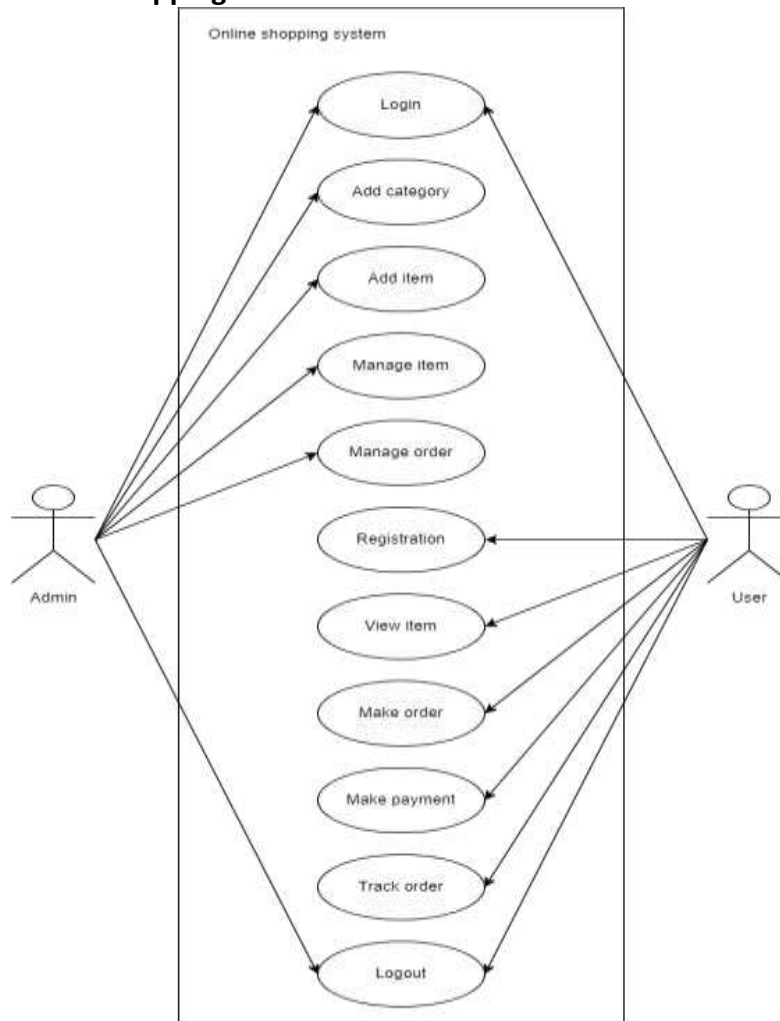 pping
Online shopping system
Login
Add category
Add item
Manage item
Manage order
Registration
Admin
User
View item
Make order
Make payment
Track order
Logout